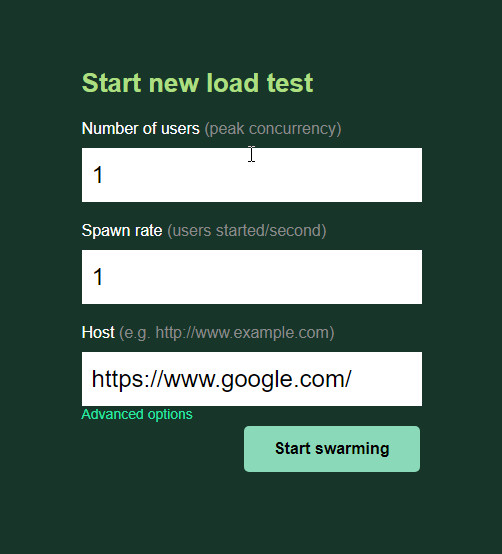 Start new load test
Number of users (peak concurrency)
1
Spawn rate (users started/second)
1
Host (e.g. http://www.example.com)
https://www.google.com/
Advanced options
Start swarming